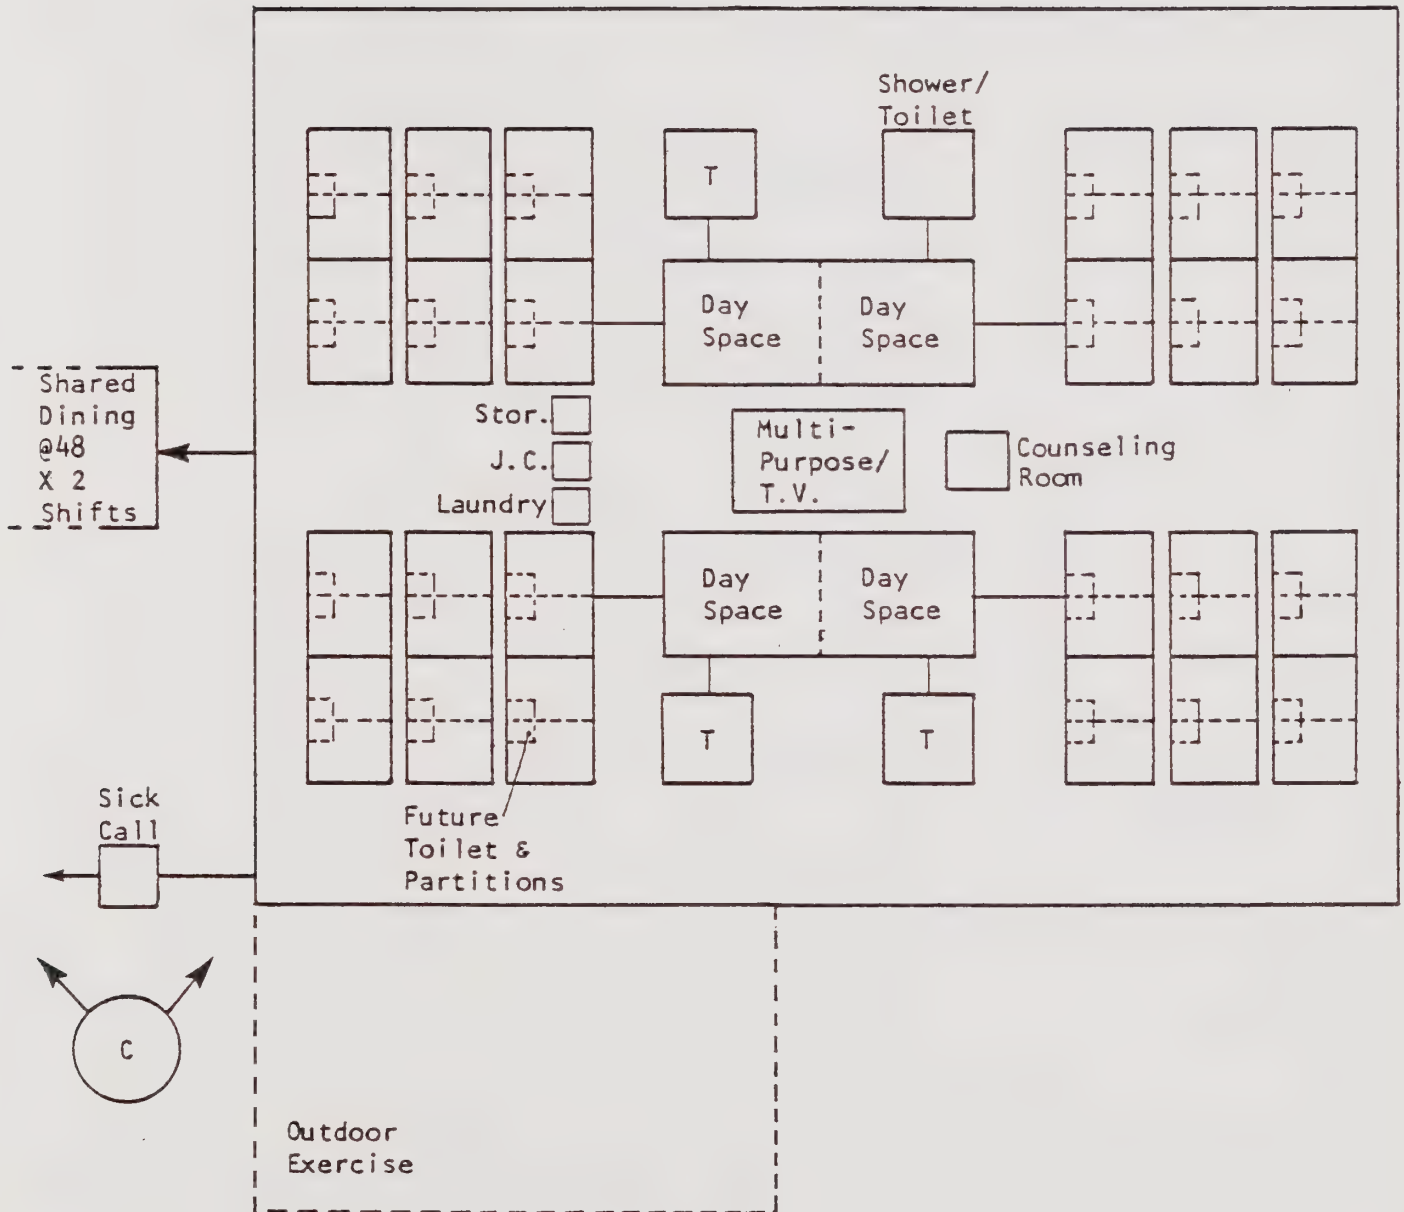 Shower/
Toilet
T
Day
Space
Day
Space
Shared
Dining
@48
X 2
Shifts
Stor.
J.C.
Laundry
Multi-
Purpose/
T.V.
Counseling
Room
Day
Space
Day
Space
T
T
Sick
Call
Future
Toilet &
Partitions
C
Outdoor
Exercise